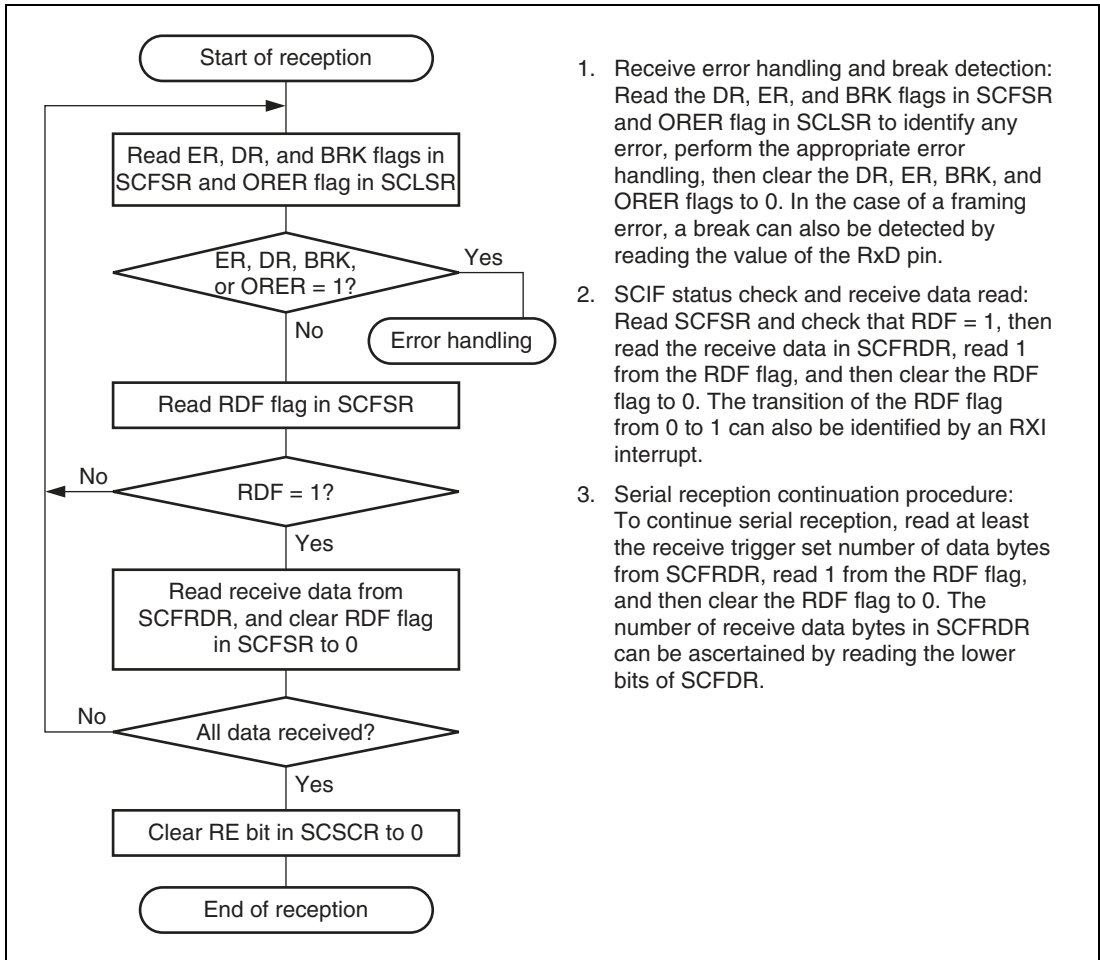 Start of reception
Read ER, DR, and BRK flags in
SCFSR and ORER flag in SCLSR
ER, DR, BRK,
or ORER = 1?
Yes
No
Error handling
Read RDF flag in SCFSR
No
RDF = 1?
Yes
Read receive data from
SCFRDR, and clear RDF flag
in SCFSR to 0
No
All data received?
Yes
Clear RE bit in SCSCR to 0
End of reception
1. Receive error handling and break detection:
Read the DR, ER, and BRK flags in SCFSR
and ORER flag in SCLSR to identify any
error, perform the appropriate error
handling, then clear the DR, ER, BRK, and
ORER flags to 0. In the case of a framing
error, a break can also be detected by
reading the value of the RxD pin.
2. SCIF status check and receive data read:
Read SCFSR and check that RDF = 1, then
read the receive data in SCFRDR, read 1
from the RDF flag, and then clear the RDF
flag to 0. The transition of the RDF flag
from 0 to 1 can also be identified by an RXI
interrupt.
3. Serial reception continuation procedure:
To continue serial reception, read at least
the receive trigger set number of data bytes
from SCFRDR, read 1 from the RDF flag,
and then clear the RDF flag to 0. The
number of receive data bytes in SCFRDR
can be ascertained by reading the lower
bits of SCFDR.